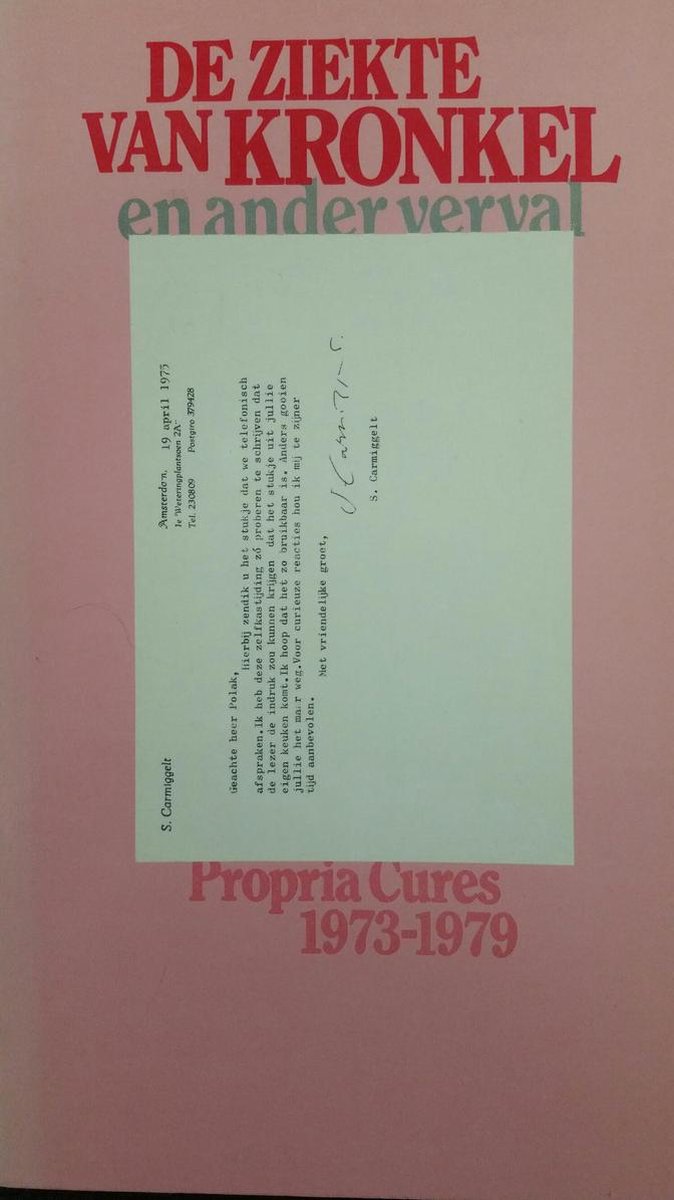 DE ZIEKTE
VAN KRONKEL
en ander verval
S. Carmiggelt
Amsterdam, 19 april 1975
1e Weteringplantsoen 2A
Tel. 230809 Postgiro 379428
Geachte heer Polak,
Hierbij zendik u het stukje dat we telefonisch
afspraken.Ik heb deze zelfkastijding zó proberen te schrijven dat
de lezer de indruk zou kunnen krijgen dat het stukje uit jullie
eigen keuken komt.Ik hoop dat het zo bruikbaar is. Anders gooien
jullie het maar weg.Voor curieuze reacties hou ik mij te zijner
tijd aanbevolen.
Met vriendelijke groet,
S. Carmiggelt
Propria Cures
1973-1979